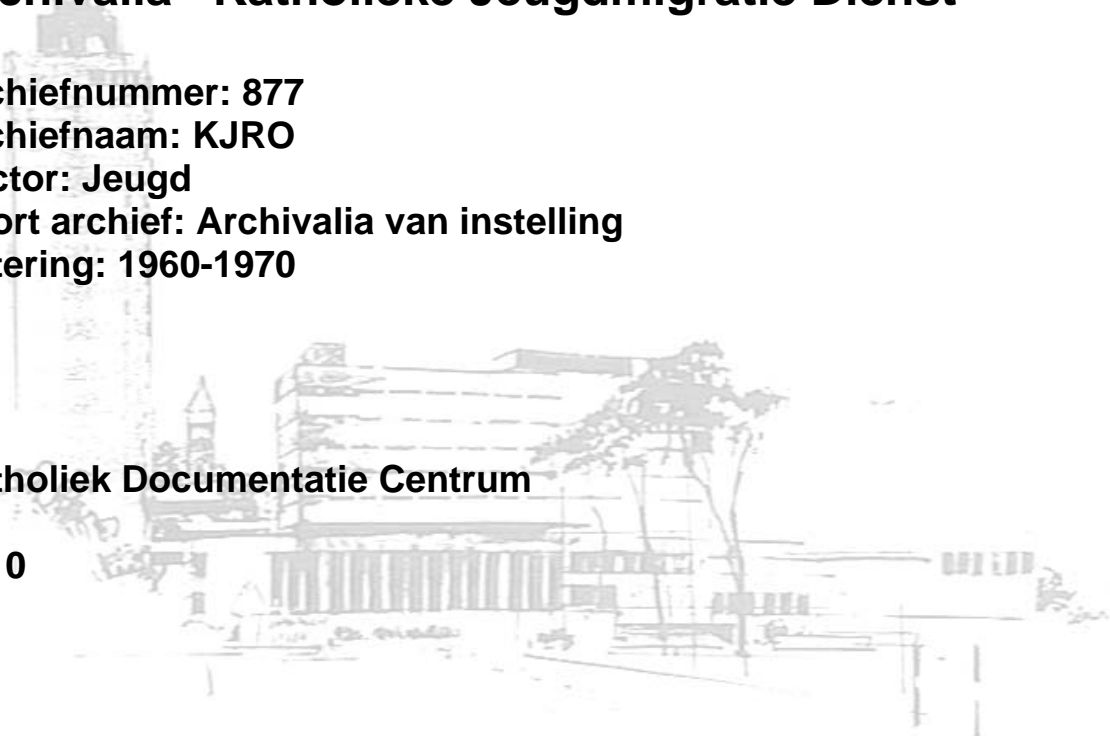 chivalia - Katholieke Jeugdmigratie Dienst
chiefnummer: 877
chiefnaam: KJRO
ctor: Jeugd
ort archief: Archivalia van instelling
tering: 1960-1970
tholiek Documentatie Centrum
0